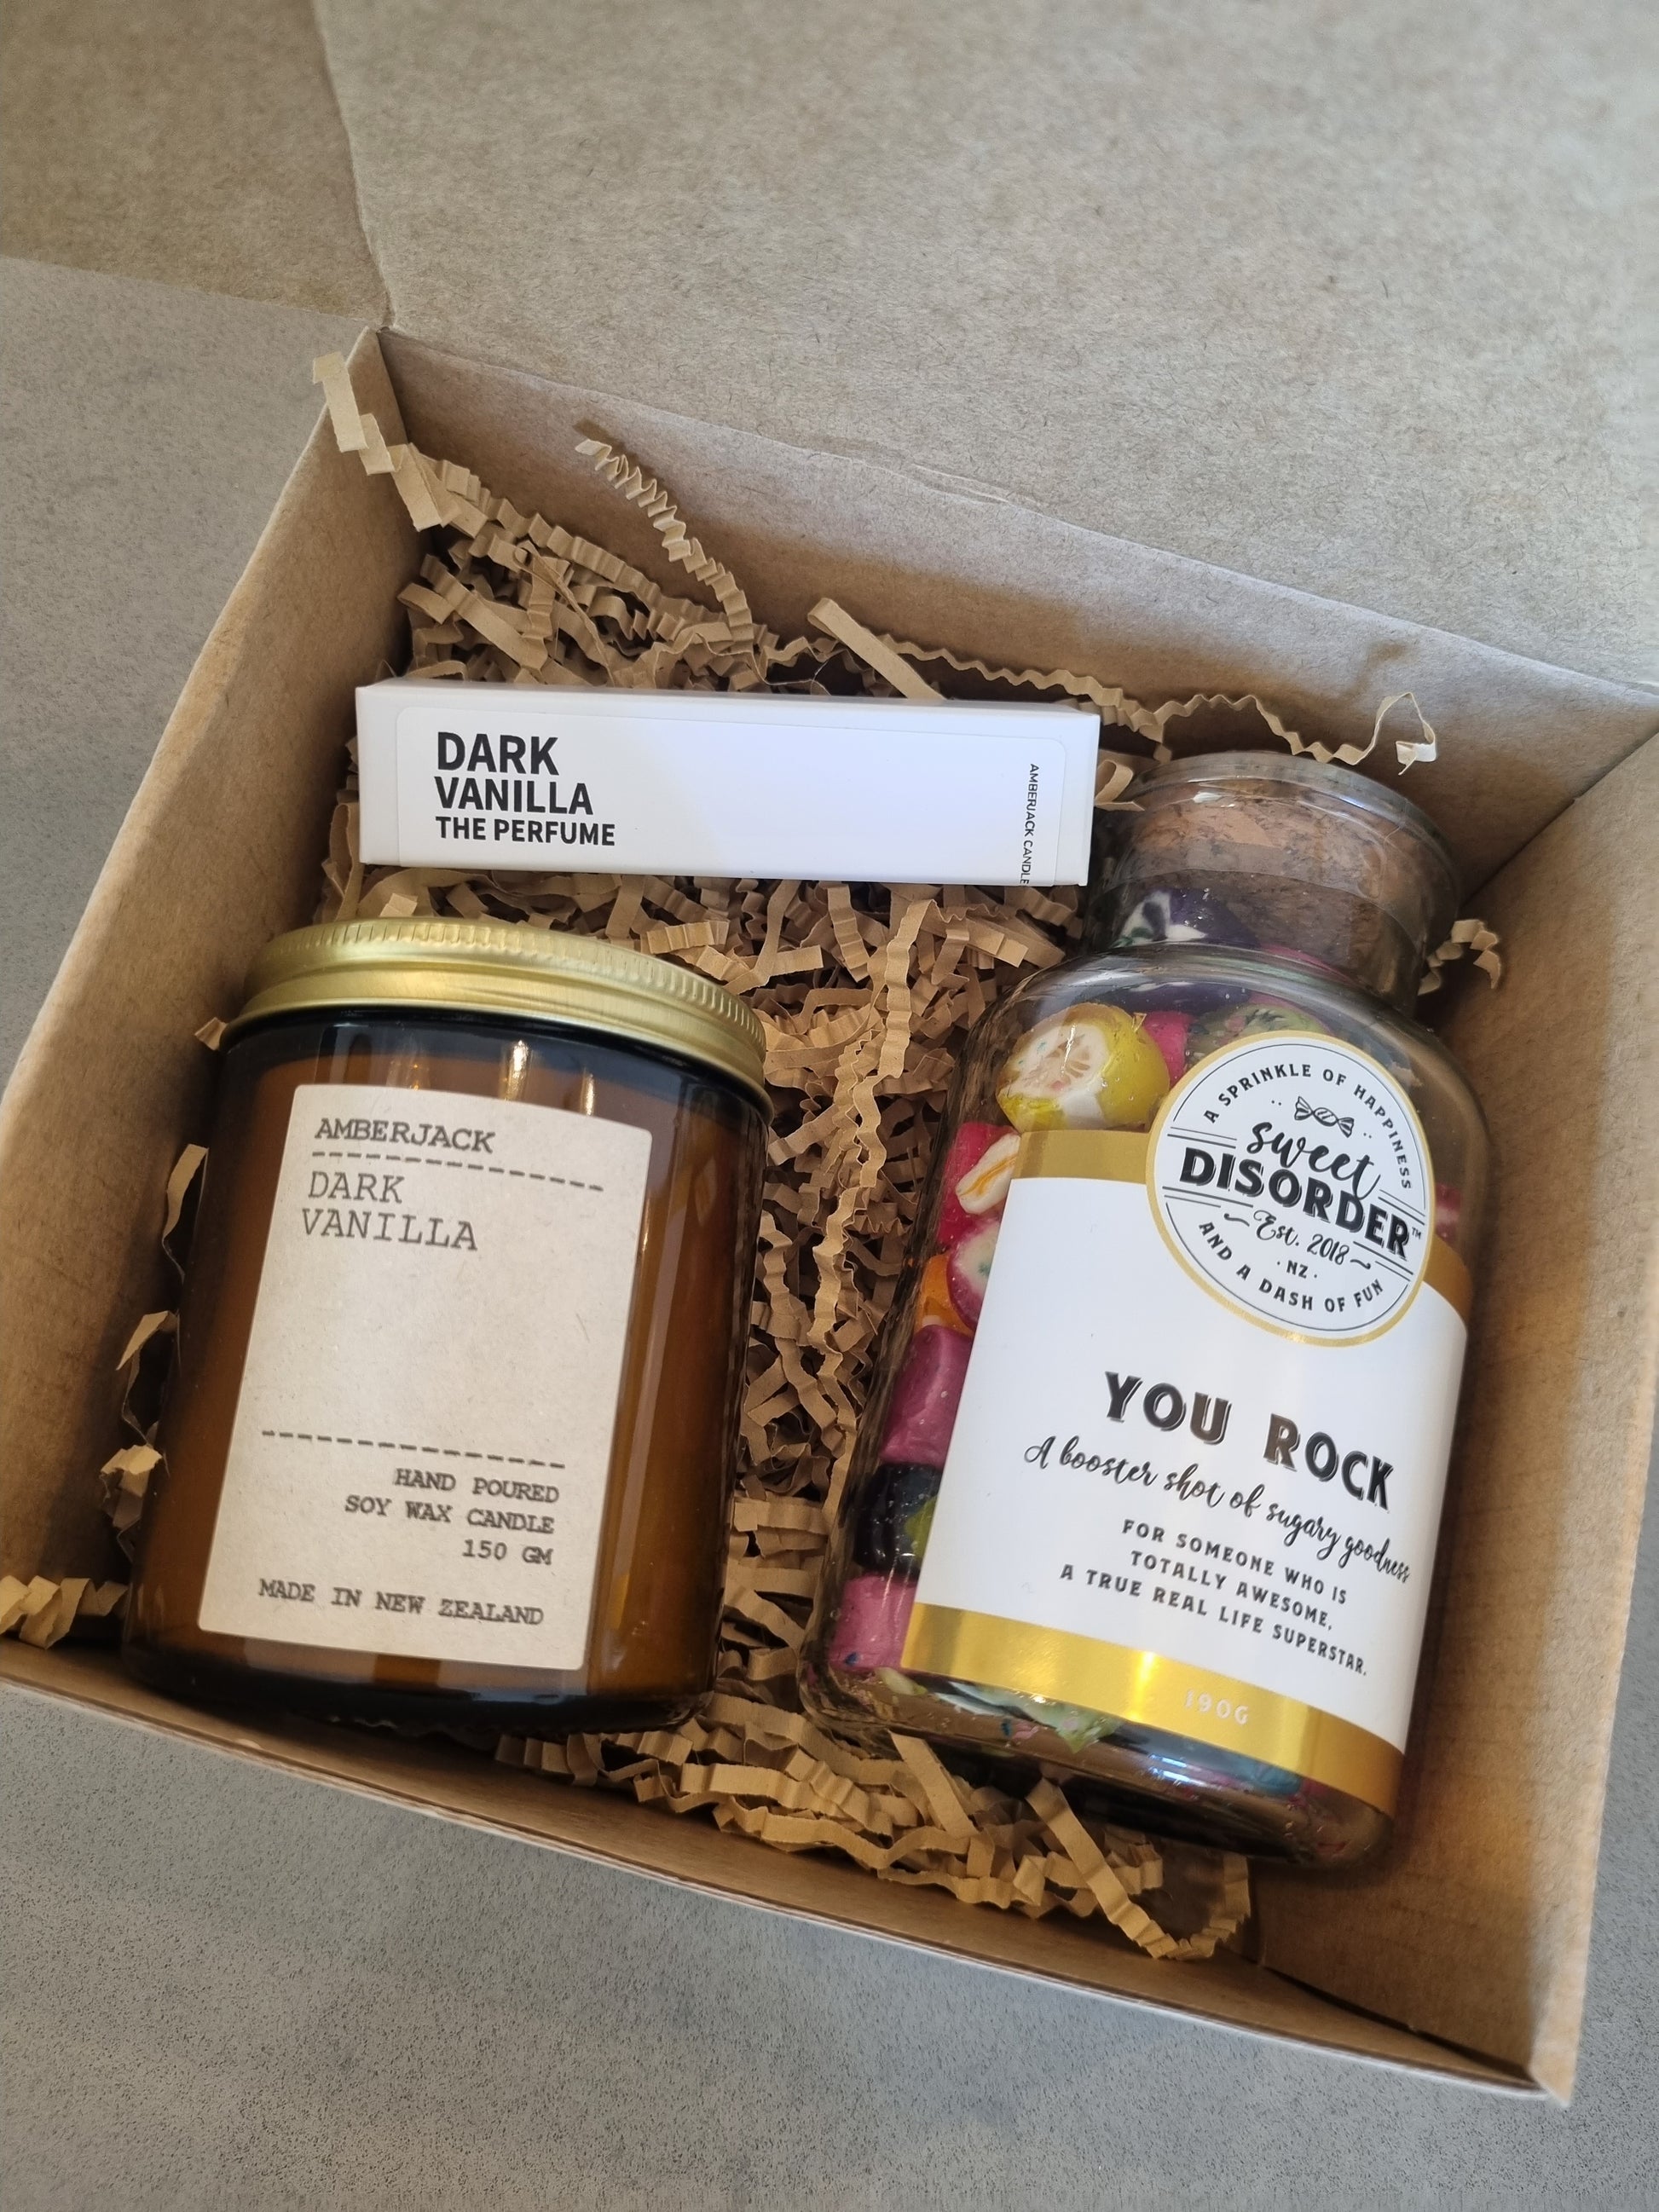 DARK
VANILLA
THE PERFUME
AMBERJACK CANDLE
AMBERJACK
DARK
VANILLA
HAND POURED
SOY WAX CANDLE
150 GM
MADE IN NEW ZEALAND
A SPRINKLE OF HAPPINESS
sweet
DISORDER™
Est. 2018
· NZ ·
AND A DASH OF FUN
YOU ROCK
A booster shot of sugary goodness
FOR SOMEONE WHO IS
TOTALLY AWESOME,
A TRUE REAL LIFE SUPERSTAR.
190G